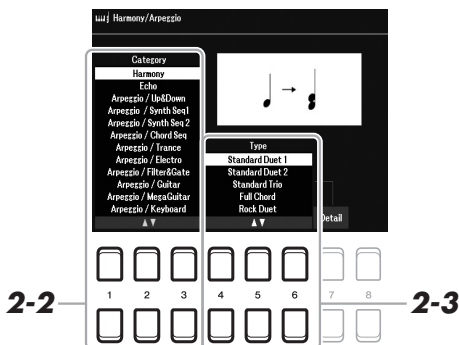 Harmony/Arpeggio
Category
Harmony
Echo
Arpeggio / Up&Down
Arpeggio / Synth Seq1
Arpeggio / Synth Seq 2
Arpeggio / Chord Seq
Arpeggio / Trance
Arpeggio / Electro
Arpeggio / Filter&Gate
Arpeggio / Guitar
Arpeggio / MegaGuitar
Arpeggio / Keyboard
▲▼
Type
Standard Duet 1
Standard Duet 2
Standard Trio
Full Chord
Rock Duet
▲▼
Detail
1 2 3 4 5 6 7 8
2-2
2-3